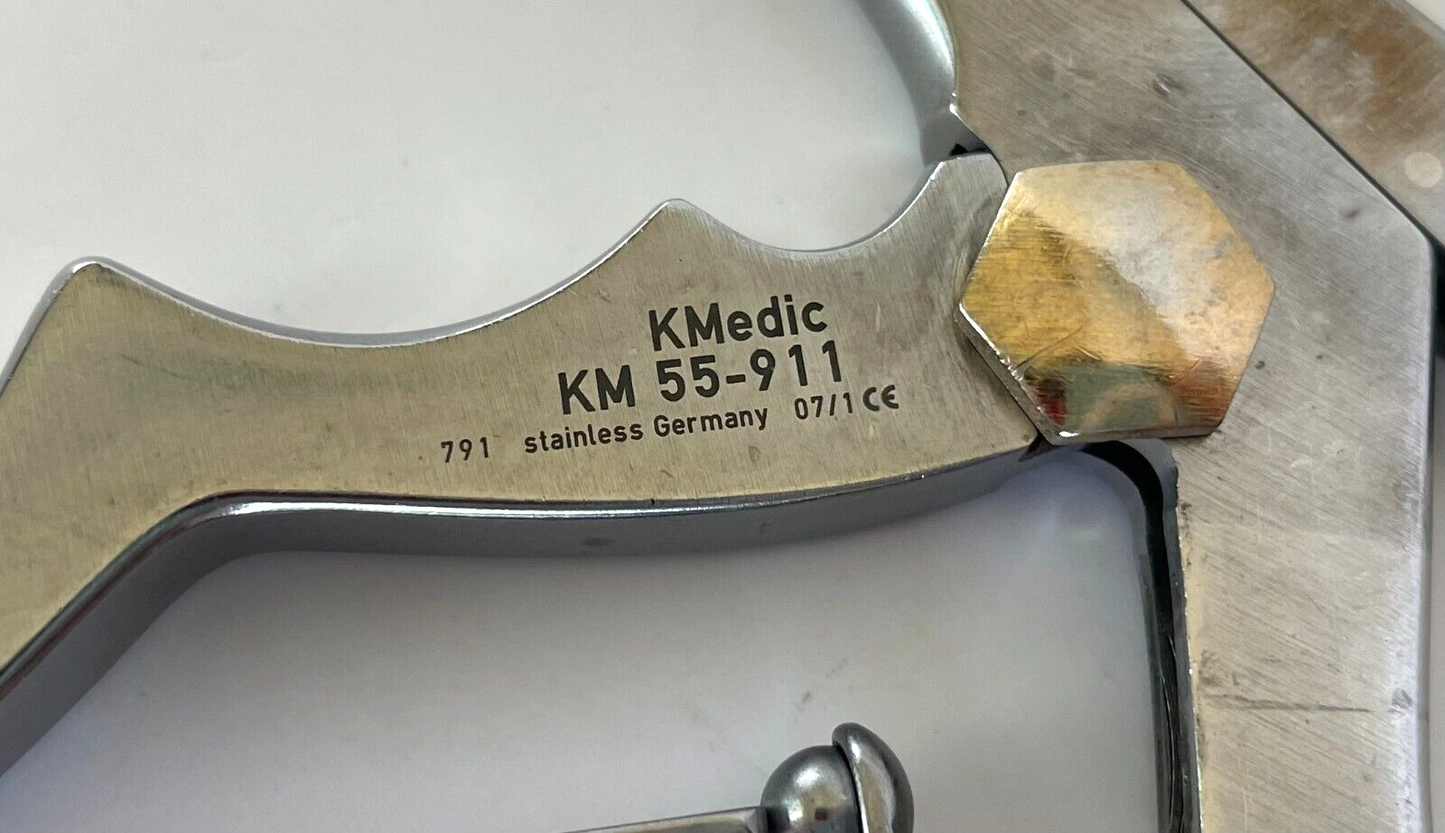 KMedic
KM 55-911
791 stainless Germany 07/1 CE